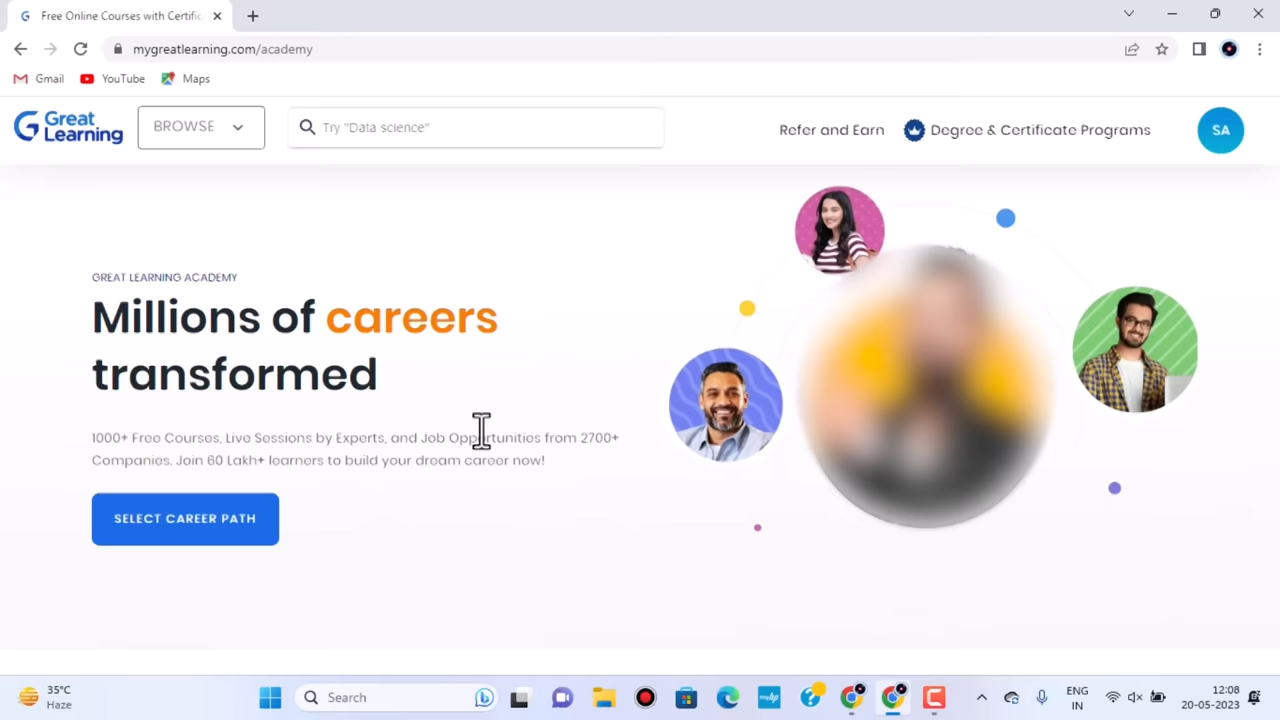 Free Online Courses with Certific
mygreatlearning.com/academy
Gmail YouTube Maps
Great
Learning
BROWSE
Try "Data science"
Refer and Earn
Degree & Certificate Programs
SA
GREAT LEARNING ACADEMY
Millions of careers
transformed
1000+ Free Courses, Live Sessions by Experts, and Job Opportunities from 2700+
Companies. Join 60 Lakh+ learners to build your dream career now!
SELECT CAREER PATH
35°C
Haze
Search
myhp
ENG
IN
12:08
20-05-2023